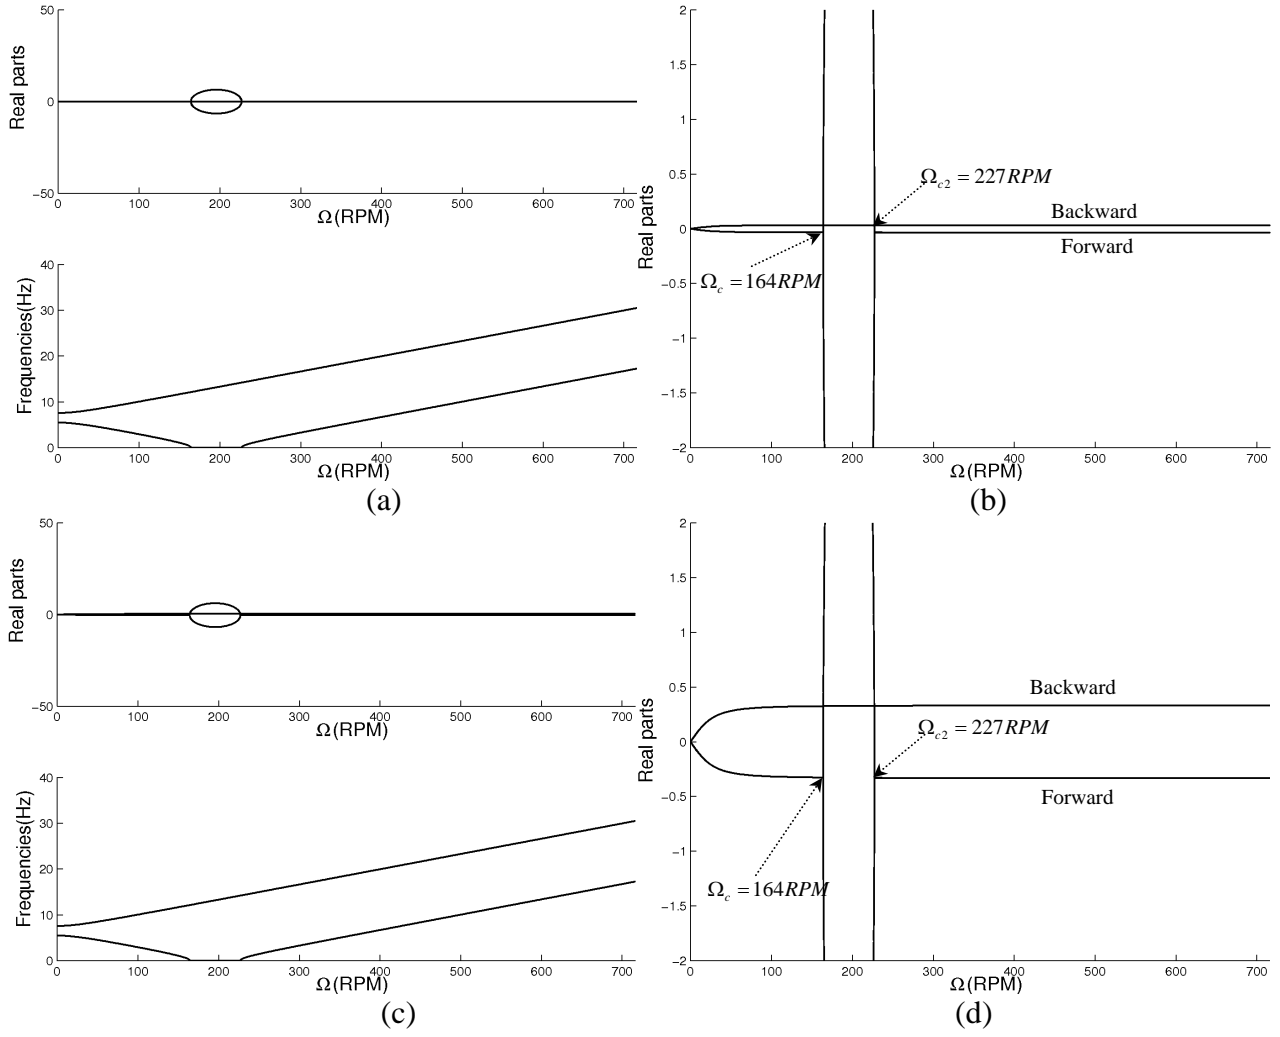 Real parts
50
0
−50
0 100 200 300 400 500 600 700
Ω(RPM)
Frequencies(Hz)
40
30
20
10
0
0 100 200 300 400 500 600 700
Ω(RPM)
(a)
Real parts
2
1.5
1
0.5
0
−0.5
−1
−1.5
−2
Ω_c2 = 227RPM
Backward
Forward
Ω_c = 164RPM
0 100 200 300 400 500 600 700
Ω(RPM)
(b)
Real parts
50
0
−50
0 100 200 300 400 500 600 700
Ω(RPM)
Frequencies(Hz)
40
30
20
10
0
0 100 200 300 400 500 600 700
Ω(RPM)
(c)
Real parts
2
1.5
1
0.5
0
−0.5
−1
−1.5
−2
Backward
Ω_c2 = 227RPM
Forward
Ω_c = 164RPM
0 100 200 300 400 500 600 700
Ω(RPM)
(d)